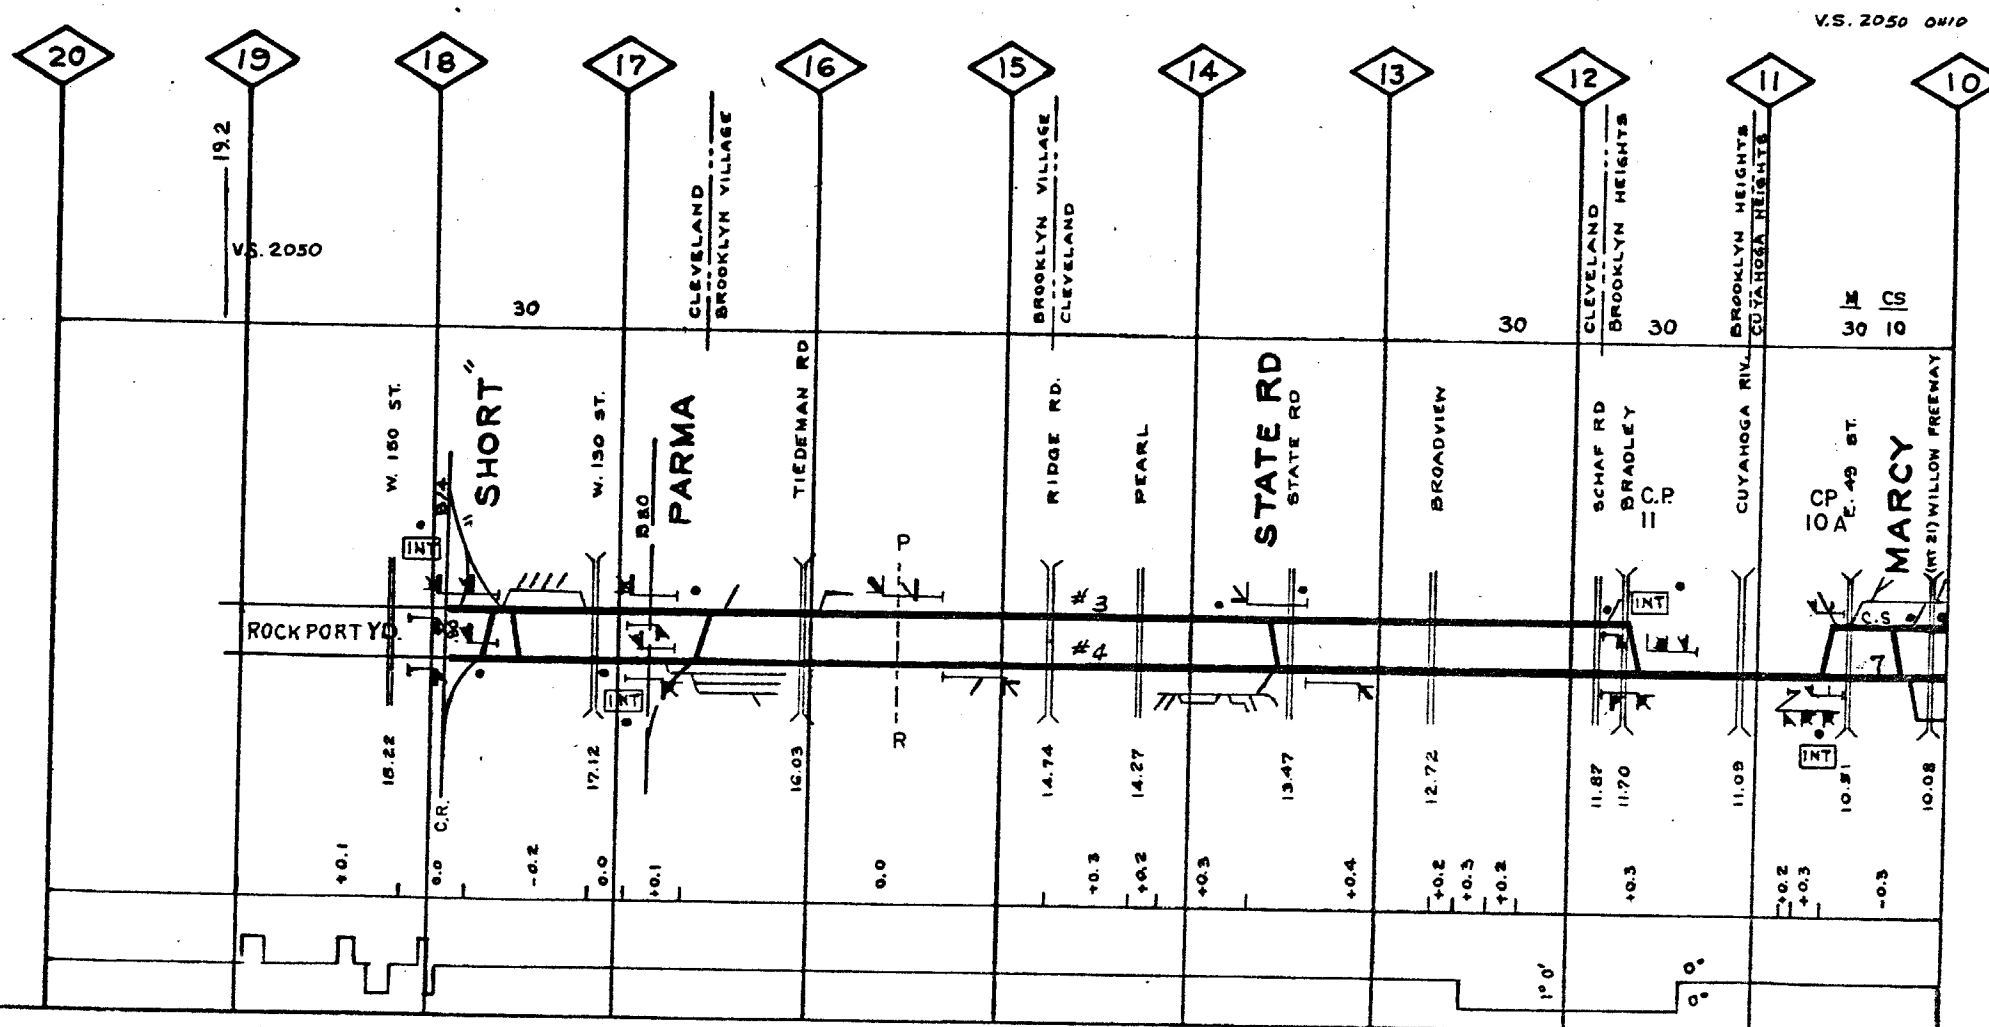 V.S. 2050 OHIO
20 19 18 17 16 15 14 13 12 11 10
19.2
V.S. 2050
CLEVELAND
BROOKLYN VILLAGE
BROOKLYN VILLAGE
CLEVELAND
CLEVELAND
BROOKLYN HEIGHTS
BROOKLYN HEIGHTS
CUYAHOGA HEIGHTS
30 30 30
CS
30 10
W. 150 ST.
"SHORT"
W. 130 ST.
PARMA
TIEDEMAN RD
RIDGE RD.
PEARL
STATE RD
STATE RD
BROADVIEW
SCHAF RD
BRADLEY
C.P. 11
CUYAHOGA RIV.
CP 10A
E. 49 ST.
MARCY
(RT 21) WILLOW FREEWAY
INT
P
#3
INT
ROCKPORT YD.
C.S
#4
7
INT
R
INT
18.22
C.R.
17.12
16.03
14.74
14.27
13.47
12.72
11.87
11.70
11.09
10.08
+0.1
0.0
-0.2
0.0
+0.1
0.0
+0.3
+0.2
+0.3
+0.4
+0.2
+0.3
+0.2
+0.3
+0.2
+0.3
-0.3
1°0'
0°
0°